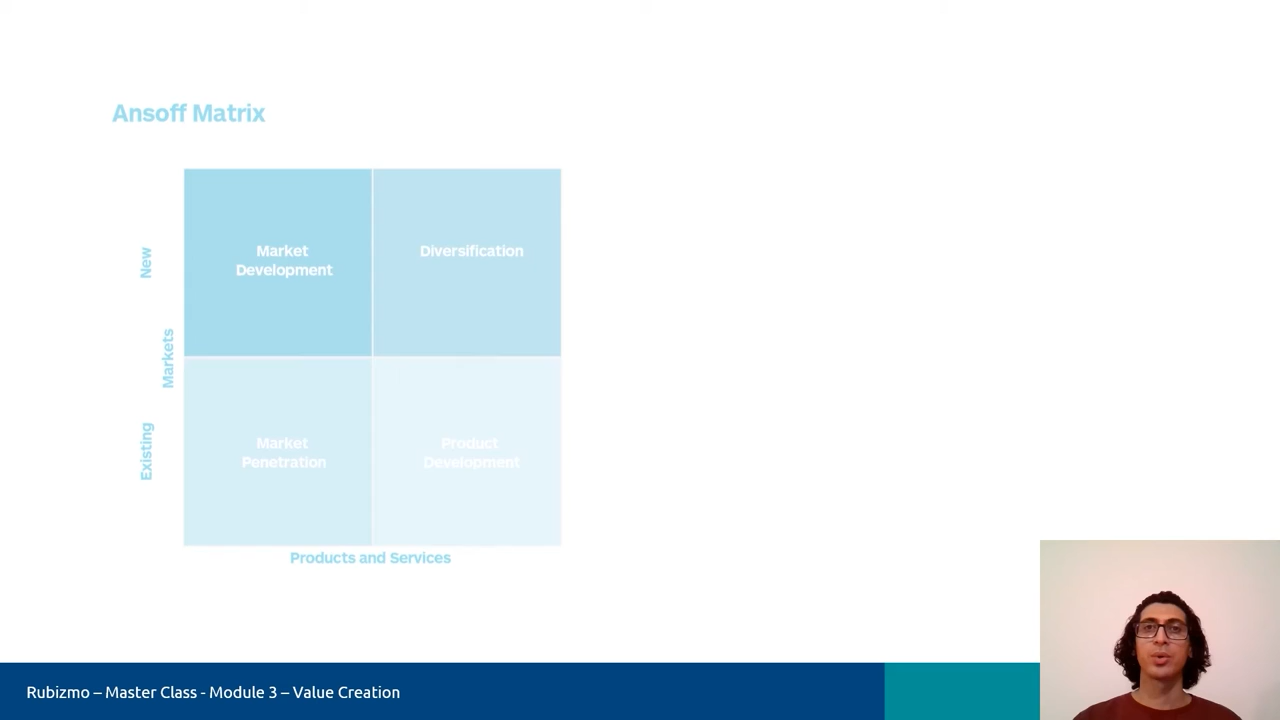 Ansoff Matrix
New
Market
Development
Diversification
Markets
Existing
Market
Penetration
Product
Development
Products and Services
Rubizmo – Master Class - Module 3 – Value Creation